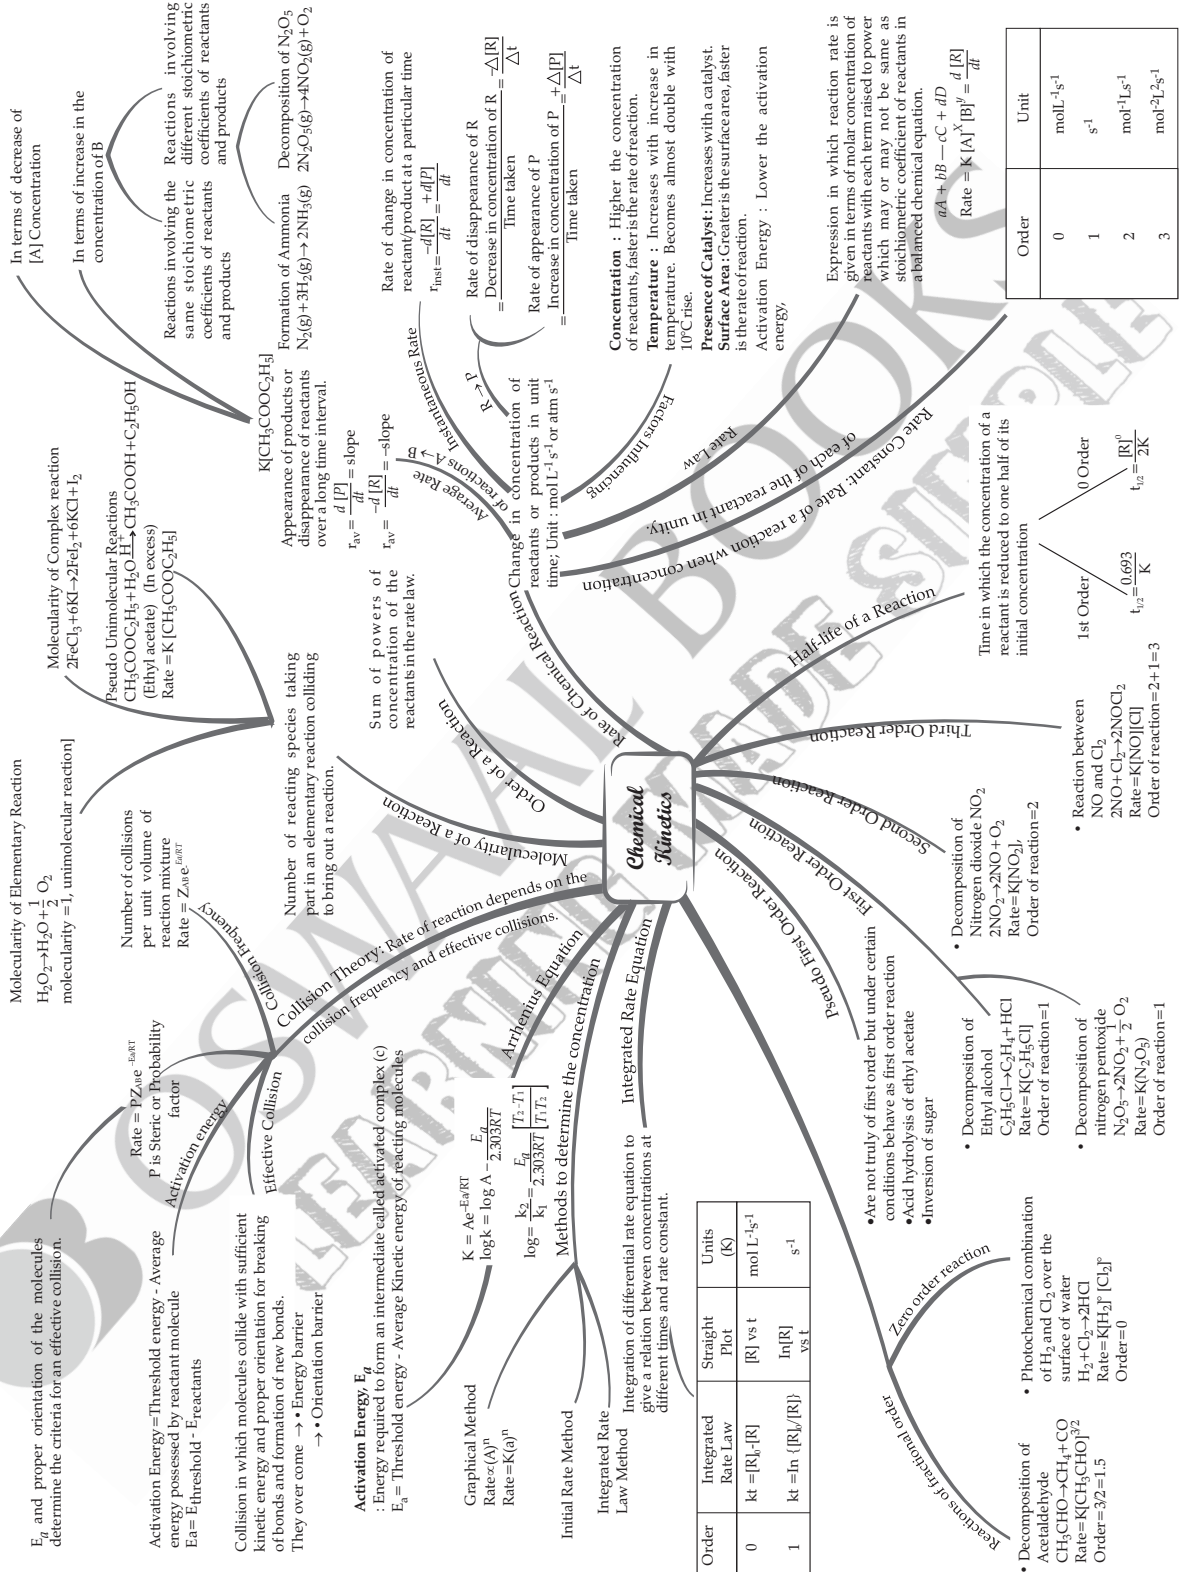 Chemical
Kinetics
Rate of Chemical Reaction
Change in concentration of
reactants or products in unit
time; Unit : mol L⁻¹ s⁻¹ or atm s⁻¹
Average Rate
of reactions A→B
Appearance of products or
disappearance of reactants
over a long time interval.
r_av = d[P]/dt = slope
r_av = -d[R]/dt = -slope
K[CH₃COOC₂H₅]
In terms of decrease of
[A] Concentration
In terms of increase in the
concentration of B
Reactions involving the
same stoichiometric
coefficients of reactants
and products
Formation of Ammonia
N₂(g)+3H₂(g)→ 2NH₃(g)
Reactions involving
different stoichiometric
coefficients of reactants
and products
Decomposition of N₂O₅
2N₂O₅(g)→4NO₂(g)+O₂
Instantaneous Rate
Rate of change in concentration of
reactant/product at a particular time
r_inst= -d[R]/dt = +d[P]/dt
R→P
Rate of disappearance of R
= Decrease in concentration of R / Time taken = -△[R]/△t
Rate of appearance of P
= Increase in concentration of P / Time taken = +△[P]/△t
Factors Influencing
Concentration : Higher the concentration
of reactants, faster is the rate of reaction.
Temperature : Increases with increase in
temperature. Becomes almost double with
10°C rise.
Presence of Catalyst: Increases with a catalyst.
Surface Area : Greater is the surface area, faster
is the rate of reaction.
Activation Energy : Lower the activation
energy,
Rate Law
Expression in which reaction rate is
given in terms of molar concentration of
reactants with each term raised to power
which may or may not be same as
stoichiometric coefficient of reactants in
a balanced chemical equation.
aA + bB — cC + dD
Rate = K [A]ˣ [B]ʸ = d [R]/dt
Rate Constant: Rate of a reaction when concentration
of each of the reactant in unity.
Order Unit
0 molL⁻¹s⁻¹
1 s⁻¹
2 mol⁻¹Ls⁻¹
3 mol⁻²L²s⁻¹
Half-life of a Reaction
Time in which the concentration of a
reactant is reduced to one half of its
initial concentration
1st Order
t₁/₂= 0.693/K
0 Order
t₁/₂= [R]⁰/2K
Third Order Reaction
• Reaction between
NO and Cl₂
2NO+Cl₂→2NOCl₂
Rate=K[NO][Cl]
Order of reaction=2+1=3
Second Order Reaction
• Decomposition of
Nitrogen dioxide NO₂
2NO₂→2NO+O₂
Rate=K[NO₂],
Order of reaction=2
First Order Reaction
• Decomposition of
Ethyl alcohol
C₂H₅Cl→C₂H₄+HCl
Rate=K[C₂H₅Cl]
Order of reaction=1
• Decomposition of
nitrogen pentoxide
N₂O₅→2NO₂+½ O₂
Rate=K(N₂O₅)
Order of reaction=1
Pseudo First Order Reaction
•Are not truly of first order but under certain
conditions behave as first order reaction
•Acid hydrolysis of ethyl acetate
•Inversion of sugar
Zero order reaction
• Photochemical combination
of H₂ and Cl₂ over the
surface of water
H₂+Cl₂→2HCl
Rate=K[H₂]° [Cl₂]°
Order=0
Reactions of fractional order
• Decomposition of
Acetaldehyde
CH₃CHO→CH₄+CO
Rate=K[CH₃CHO]³/²
Order=3/2=1.5
Integrated Rate Equation
Integration of differential rate equation to
give a relation between concentrations at
different times and rate constant.
Order Integrated Rate Law Straight Plot Units (K)
0 kt =[R]₀-[R] [R] vs t mol L⁻¹s⁻¹
1 kt =In {[R]₀/[R]} In[R] vs t s⁻¹
Methods to determine the concentration
Graphical Method
Rate∝(A)ⁿ
Rate=K(a)ⁿ
Initial Rate Method
Integrated Rate
Law Method
Arrhenius Equation
K = Ae⁻ᴱᵃ/ᴿᵀ
logk = log A - Eₐ/2.303RT
log= k₂/k₁ = Eₐ/2.303RT [T₂-T₁/T₁T₂]
Activation Energy, Eₐ
: Energy required to form an intermediate called activated complex (c)
Eₐ = Threshold energy - Average Kinetic energy of reacting molecules
Collision Theory: Rate of reaction depends on the
collision frequency and effective collisions.
Collision Frequency
Number of collisions
per unit volume of
reaction mixture
Rate = Z_AB e⁻ᴱᵃ/ᴿᵀ
Rate = PZ_AB e⁻ᴱᵃ/ᴿᵀ
P is Steric or Probability
factor
Eₐ and proper orientation of the molecules
determine the criteria for an effective collision.
Activation energy
Activation Energy=Threshold energy - Average
energy possessed by reactant molecule
Ea= E_threshold - E_reactants
Effective Collision
Collision in which molecules collide with sufficient
kinetic energy and proper orientation for breaking
of bonds and formation of new bonds.
They over come → • Energy barrier
→ • Orientation barrier
Molecularity of a Reaction
Number of reacting species taking
part in an elementary reaction colliding
to bring out a reaction.
Molecularity of Elementary Reaction
H₂O₂→H₂O+½ O₂
molecularity =1, unimolecular reaction]
Molecularity of Complex reaction
2FeCl₃+6KI→2FeI₂+6KCl+I₂
Pseudo Unimolecular Reactions
CH₃COOC₂H₅+H₂O H⁺→CH₃COOH+C₂H₅OH
(Ethyl acetate) (In excess)
Rate =K [CH₃COOC₂H₅]
Order of a Reaction
Sum of powers of
concentration of the
reactants in the rate law.
OSWAAL BOOKS
LEARNING MADE SIMPLE